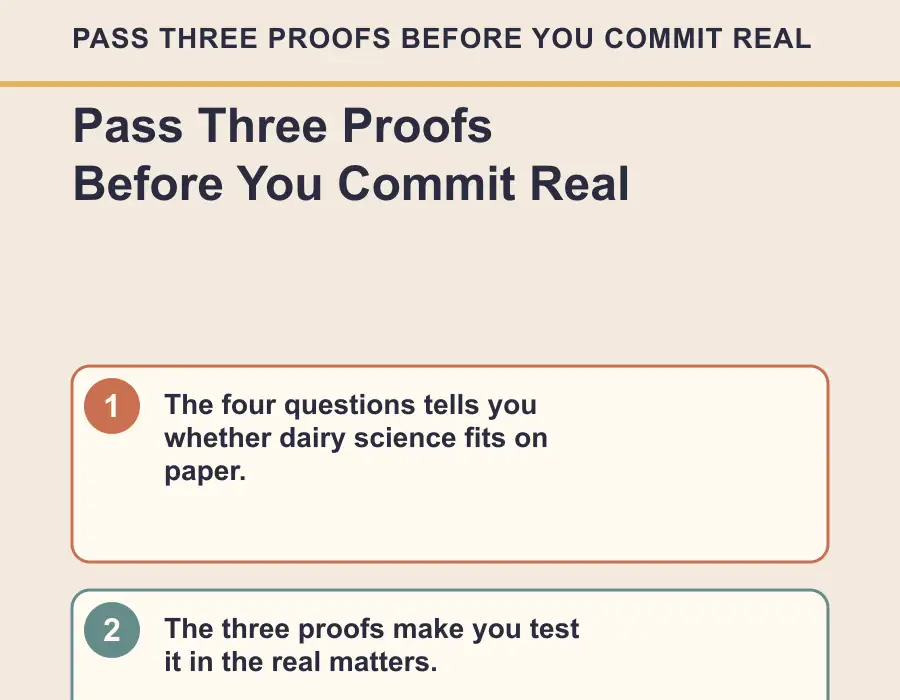 PASS THREE PROOFS BEFORE YOU COMMIT REAL
Pass Three Proofs
Before You Commit Real
1
The four questions tells you
whether dairy science fits on
paper.
2
The three proofs make you test
it in the real matters.